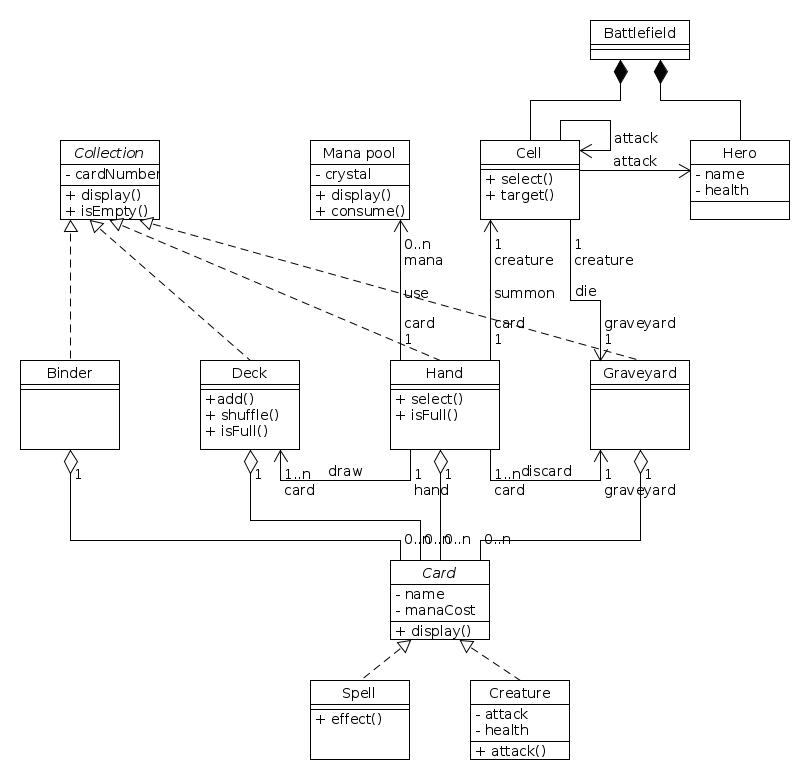 Battlefield
Collection
- cardNumber
+ display()
+ isEmpty()
Mana pool
- crystal
+ display()
+ consume()
Cell
+ select()
+ target()
attack
attack
Hero
- name
- health
0..n
mana
use
card
1
1
creature
summon
card
1
1
creature
die
graveyard
1
Binder
Deck
+add()
+ shuffle()
+ isFull()
Hand
+ select()
+ isFull()
Graveyard
1
1
1..n
card
draw
1
hand
1
1..n
card
discard
1
graveyard
1
0..n
0..n
0..n
0..n
Card
- name
- manaCost
+ display()
Spell
+ effect()
Creature
- attack
- health
+ attack()